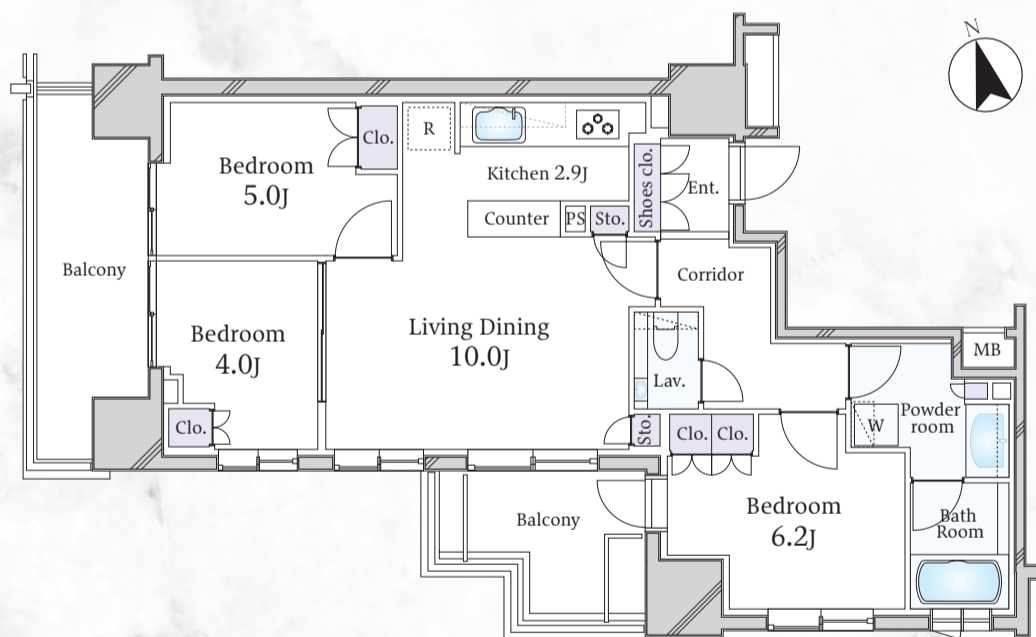 N
Clo.
R
Bedroom
5.0J
Kitchen 2.9J
Shoes clo.
Ent.
Counter
PS
Sto.
Balcony
Corridor
Bedroom
4.0J
Living Dining
10.0J
MB
Lav.
Clo.
Sto.
Clo.
Clo.
W
Powder
room
Bedroom
6.2J
Balcony
Bath
Room